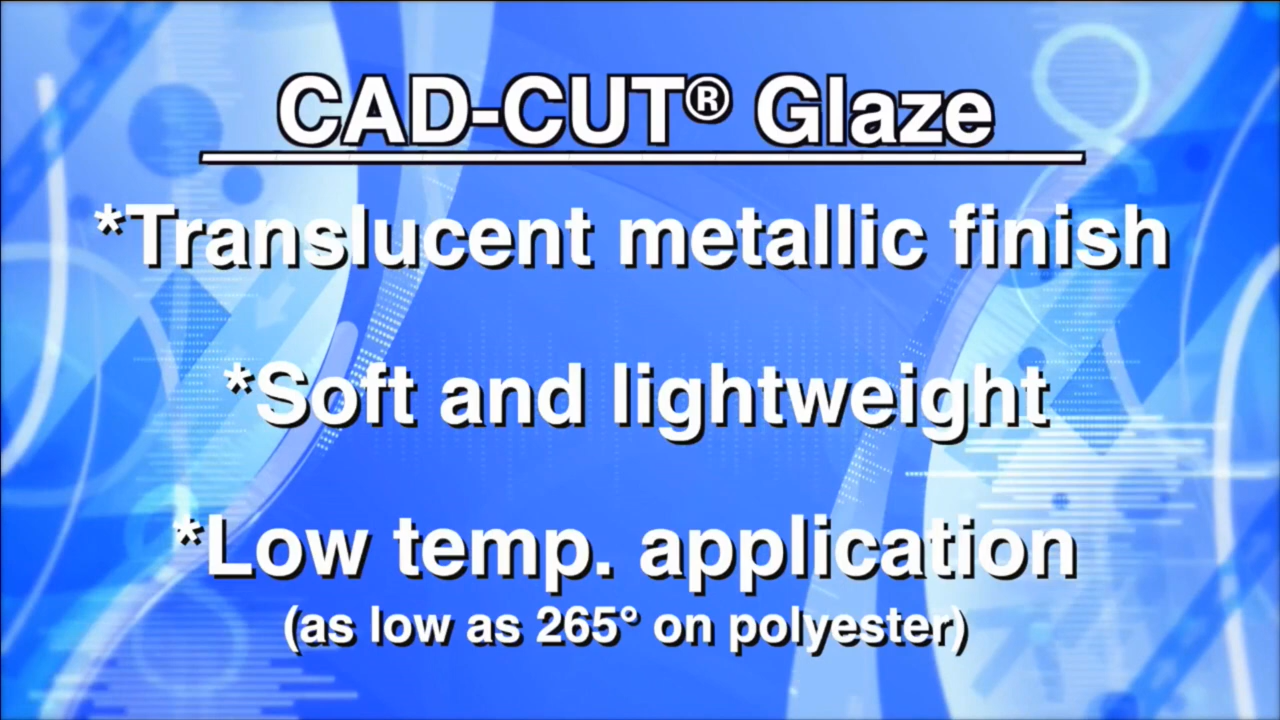 CAD-CUT® Glaze
*Translucent metallic finish
*Soft and lightweight
*Low temp. application
(as low as 265° on polyester)